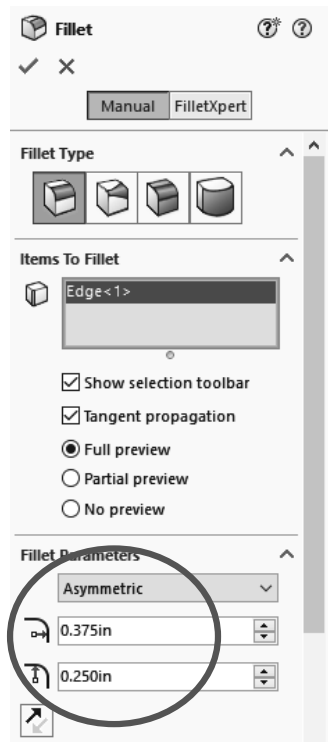 Fillet
Manual FilletXpert
Fillet Type
Items To Fillet
Edge<1>
Show selection toolbar
Tangent propagation
Full preview
Partial preview
No preview
Fillet Parameters
Asymmetric
0.375in
0.250in